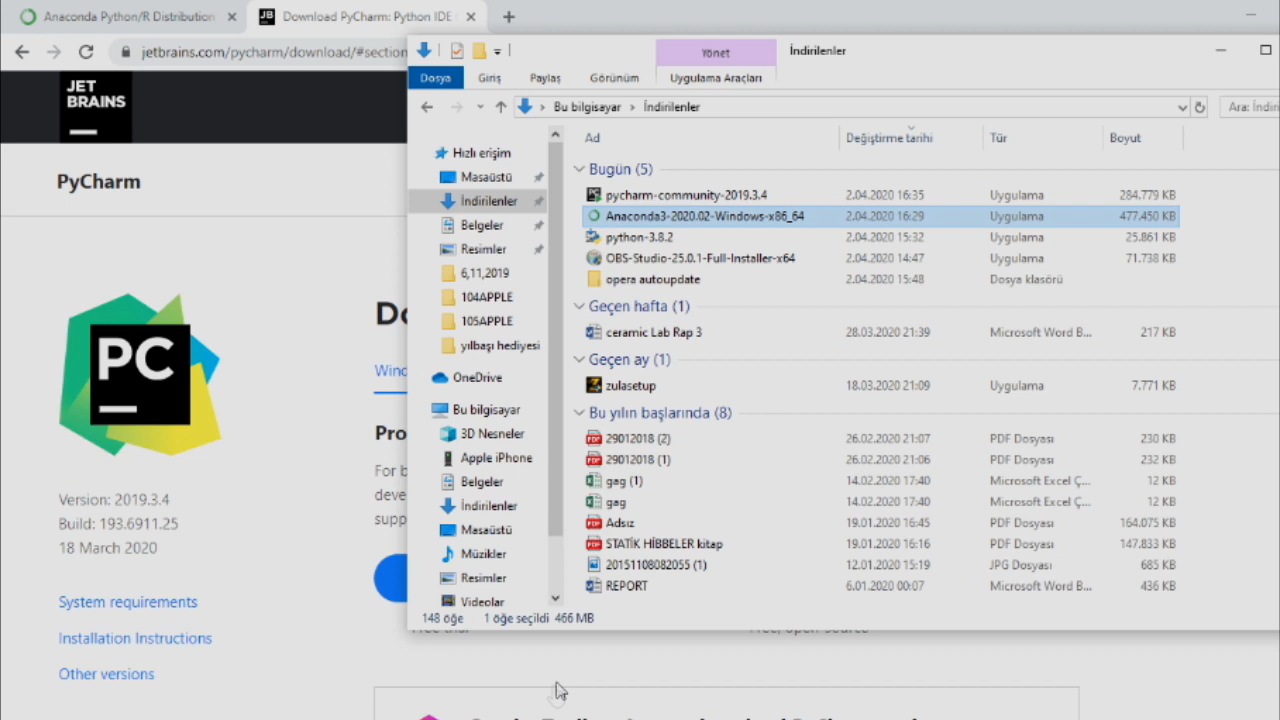 Anaconda Python/R Distribution
Download PyCharm: Python IDE
jetbrains.com/pycharm/download/#section
JET
BRAINS
PyCharm
PC
Version: 2019.3.4
Build: 193.6911.25
18 March 2020
System requirements
Installation Instructions
Other versions
Yönet
İndirilenler
Dosya
Giriş
Paylaş
Görünüm
Uygulama Araçları
Bu bilgisayar > İndirilenler
Ara: İndiri
Hızlı erişim
Masaüstü
İndirilenler
Belgeler
Resimler
6,11,2019
104APPLE
105APPLE
yılbaşı hediyesi
OneDrive
Bu bilgisayar
3D Nesneler
Apple iPhone
Belgeler
İndirilenler
Masaüstü
Müzikler
Resimler
Videolar
Ad Değiştirme tarihi Tür Boyut
Bugün (5)
pycharm-community-2019.3.4 2.04.2020 16:35 Uygulama 284.779 KB
Anaconda3-2020.02-Windows-x86_64 2.04.2020 16:29 Uygulama 477.450 KB
python-3.8.2 2.04.2020 15:32 Uygulama 25.861 KB
OBS-Studio-25.0.1-Full-Installer-x64 2.04.2020 14:47 Uygulama 71.738 KB
opera autoupdate 2.04.2020 15:48 Dosya klasörü
Geçen hafta (1)
ceramic Lab Rap 3 28.03.2020 21:39 Microsoft Word B... 217 KB
Geçen ay (1)
zulasetup 18.03.2020 21:09 Uygulama 7.771 KB
Bu yılın başlarında (8)
29012018 (2) 26.02.2020 21:07 PDF Dosyası 230 KB
29012018 (1) 26.02.2020 21:06 PDF Dosyası 232 KB
gag (1) 14.02.2020 17:40 Microsoft Excel Ç... 12 KB
gag 14.02.2020 17:40 Microsoft Excel Ç... 12 KB
Adsız 19.01.2020 16:45 PDF Dosyası 164.075 KB
STATİK HİBBELER kitap 19.01.2020 16:16 PDF Dosyası 147.833 KB
20151108082055 (1) 12.01.2020 15:19 JPG Dosyası 685 KB
REPORT 6.01.2020 00:07 Microsoft Word B... 436 KB
148 öğe 1 öğe seçildi 466 MB